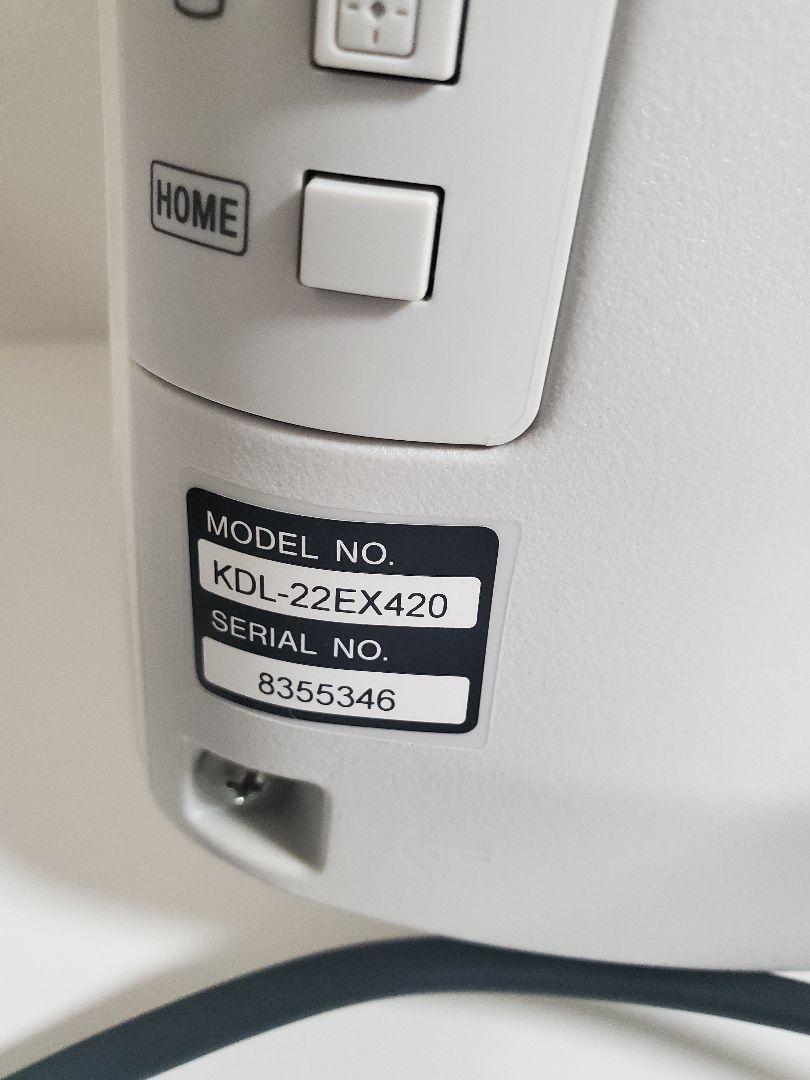 HOME
MODEL NO.
KDL-22EX420
SERIAL NO.
8355346